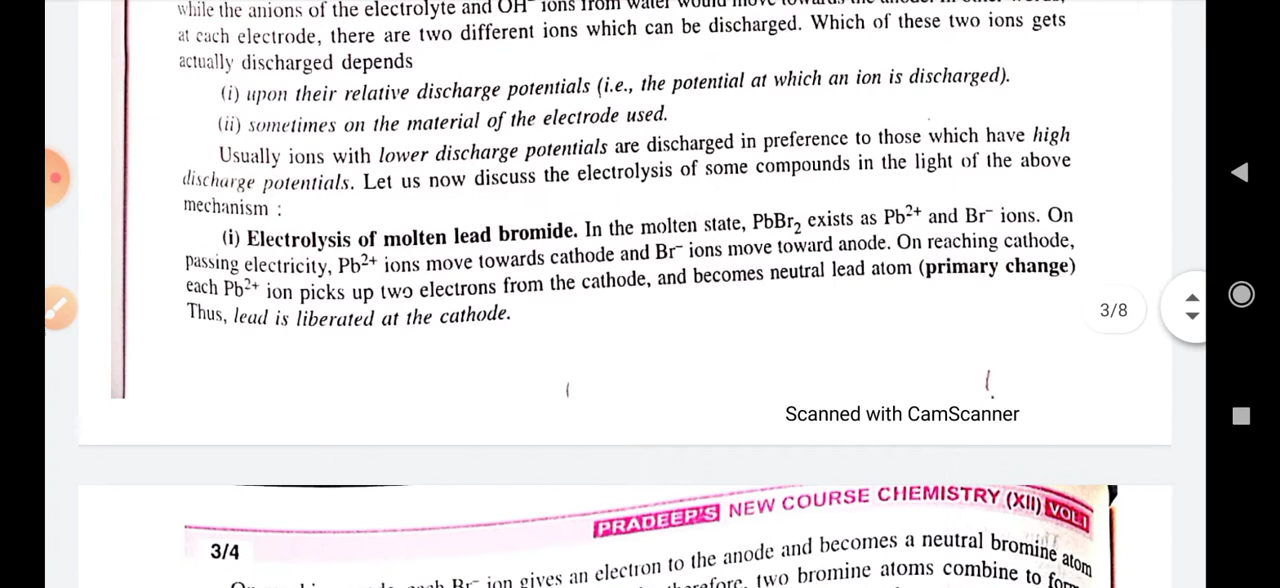 while the anions of the electrolyte and OH⁻ ions from water would move towards the
at each electrode, there are two different ions which can be discharged. Which of these two ions gets
actually discharged depends
(i) upon their relative discharge potentials (i.e., the potential at which an ion is discharged).
(ii) sometimes on the material of the electrode used.
Usually ions with lower discharge potentials are discharged in preference to those which have high
discharge potentials. Let us now discuss the electrolysis of some compounds in the light of the above
mechanism :
(i) Electrolysis of molten lead bromide. In the molten state, PbBr₂ exists as Pb²⁺ and Br⁻ ions. On
passing electricity, Pb²⁺ ions move towards cathode and Br⁻ ions move toward anode. On reaching cathode,
each Pb²⁺ ion picks up two electrons from the cathode, and becomes neutral lead atom (primary change)
Thus, lead is liberated at the cathode.
3/8
Scanned with CamScanner
PRADEEP'S NEW COURSE CHEMISTRY (XII) VOL I
3/4
Br⁻ ion gives an electron to the anode and becomes a neutral bromine atom
two bromine atoms combine to form